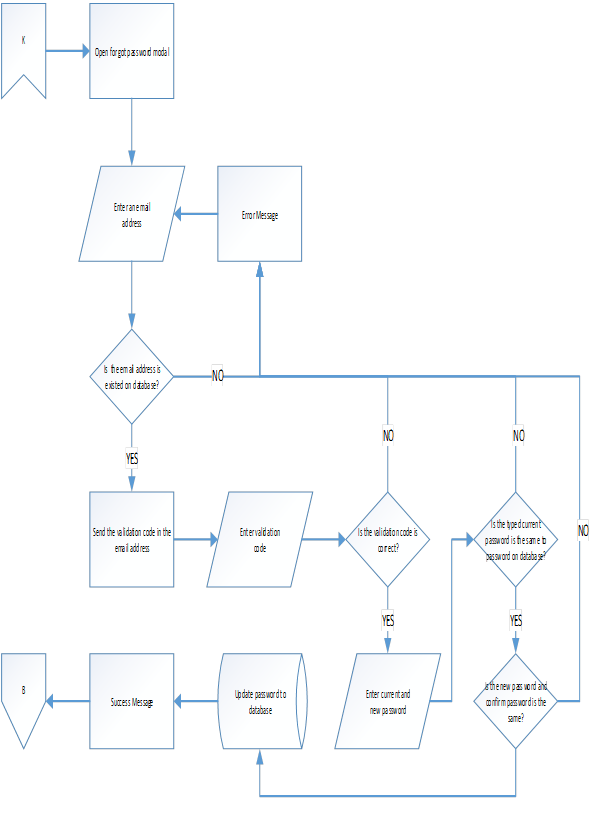 K
Open forgot password modal
Enter an email
address
Error Message
Is the email address is
existed on database?
NO
NO
NO
YES
Send the validation code in the
email address
Enter validation
code
Is the validation code is
correct?
Is the typed current
password is the same to
password on database?
NO
YES
YES
B
Success Message
Update password to
database
Enter current and
new password
Is the new password and
confirm password is the
same?